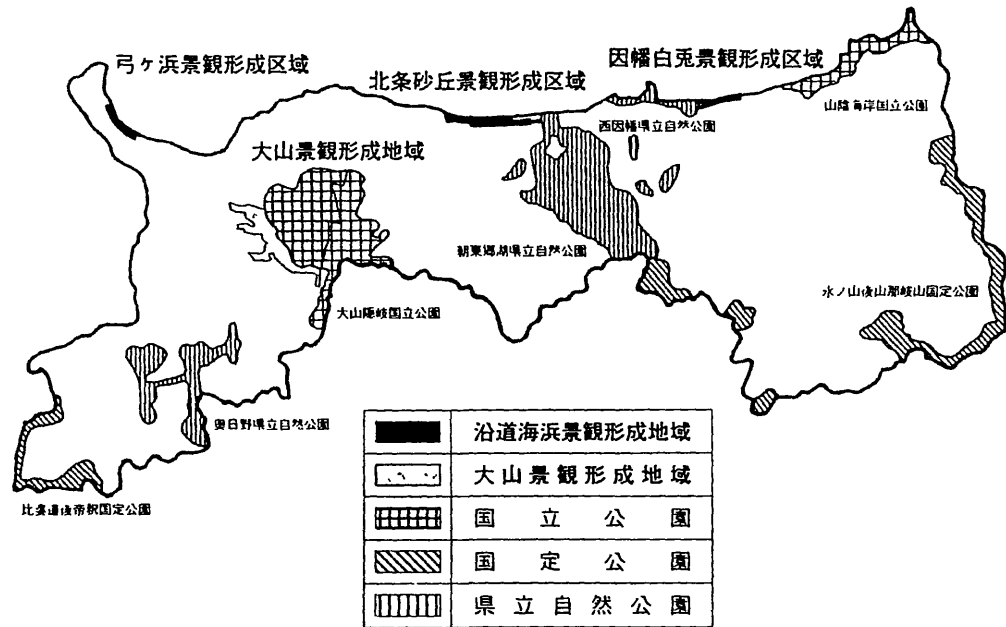 弓ヶ浜景観形成区域
北条砂丘景観形成区域
因幡白兎景観形成区域
山陰海岸国立公園
西因幡県立自然公園
大山景観形成地域
朝東郷湖県立自然公園
氷ノ山後山那岐山国定公園
大山隠岐国立公園
奥日野県立自然公園
比婆道後帝釈国定公園
沿道海浜景観形成地域
大山景観形成地域
国立公園
国定公園
県立自然公園